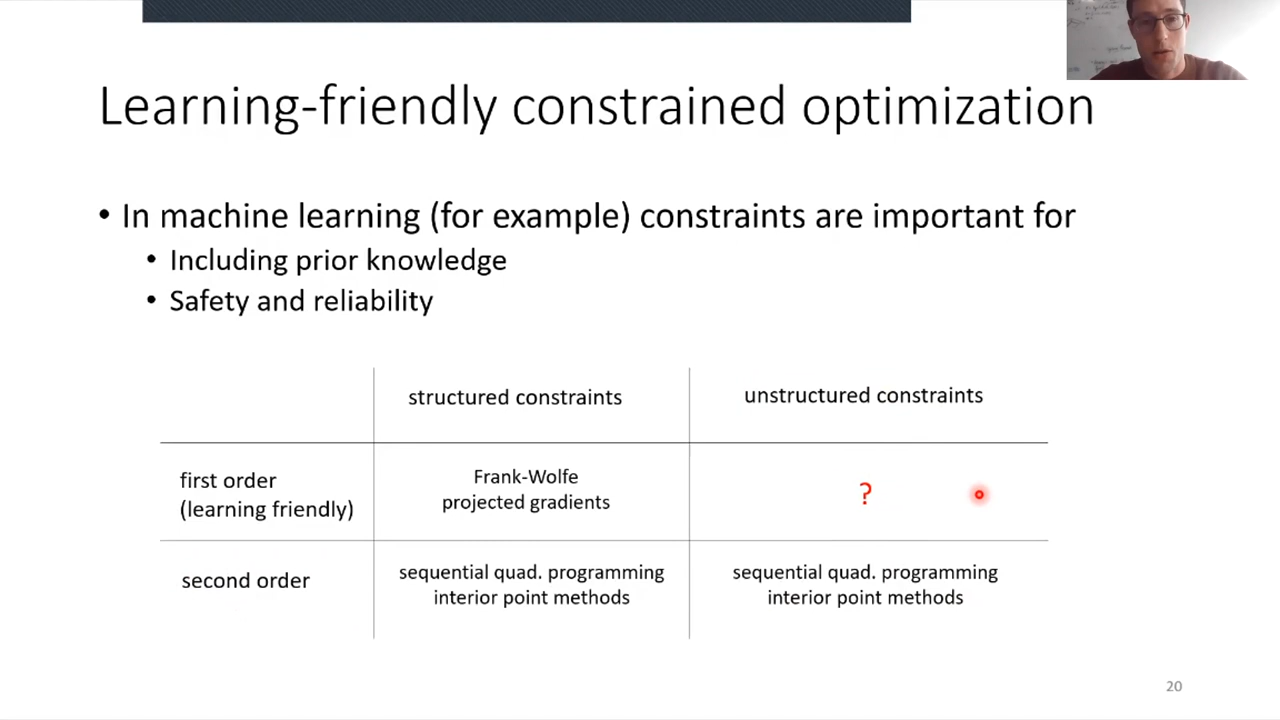 Learning-friendly constrained optimization
• In machine learning (for example) constraints are important for
• Including prior knowledge
• Safety and reliability
structured constraints
unstructured constraints
first order
(learning friendly)
Frank-Wolfe
projected gradients
?
second order
sequential quad. programming
interior point methods
sequential quad. programming
interior point methods
20